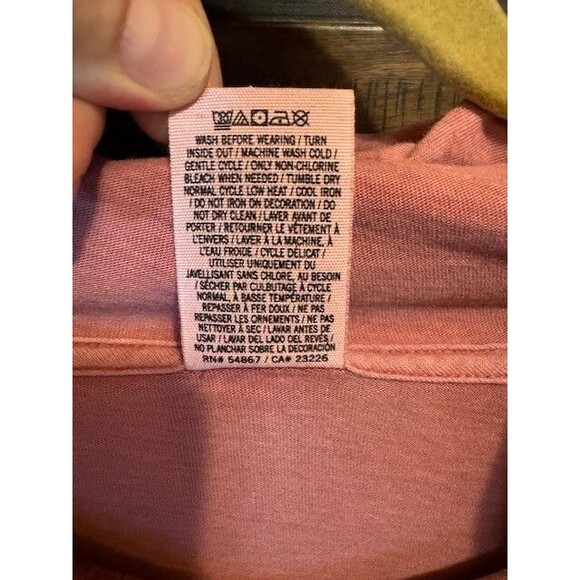 WASH BEFORE WEARING / TURN
INSIDE OUT / MACHINE WASH COLD /
GENTLE CYCLE / ONLY NON-CHLORINE
BLEACH WHEN NEEDED / TUMBLE DRY
NORMAL CYCLE LOW HEAT / COOL IRON
/ DO NOT IRON ON DECORATION / DO
NOT DRY CLEAN / LAVER AVANT DE
PORTER / RETOURNER LE VÊTEMENT À
L'ENVERS / LAVER À LA MACHINE, À
L'EAU FROIDE / CYCLE DÉLICAT /
UTILISER UNIQUEMENT DU
JAVELLISANT SANS CHLORE, AU BESOIN
/ SÉCHER PAR CULBUTAGE À CYCLE
NORMAL, À BASSE TEMPÉRATURE /
REPASSER À FER DOUX / NE PAS
REPASSER LES ORNEMENTS / NE PAS
NETTOYER À SEC / LAVAR ANTES DE
USAR / LAVAR DEL LADO DEL REVES /
NO PLANCHAR SOBRE LA DECORACIÓN
RN# 54867 / CA# 23226